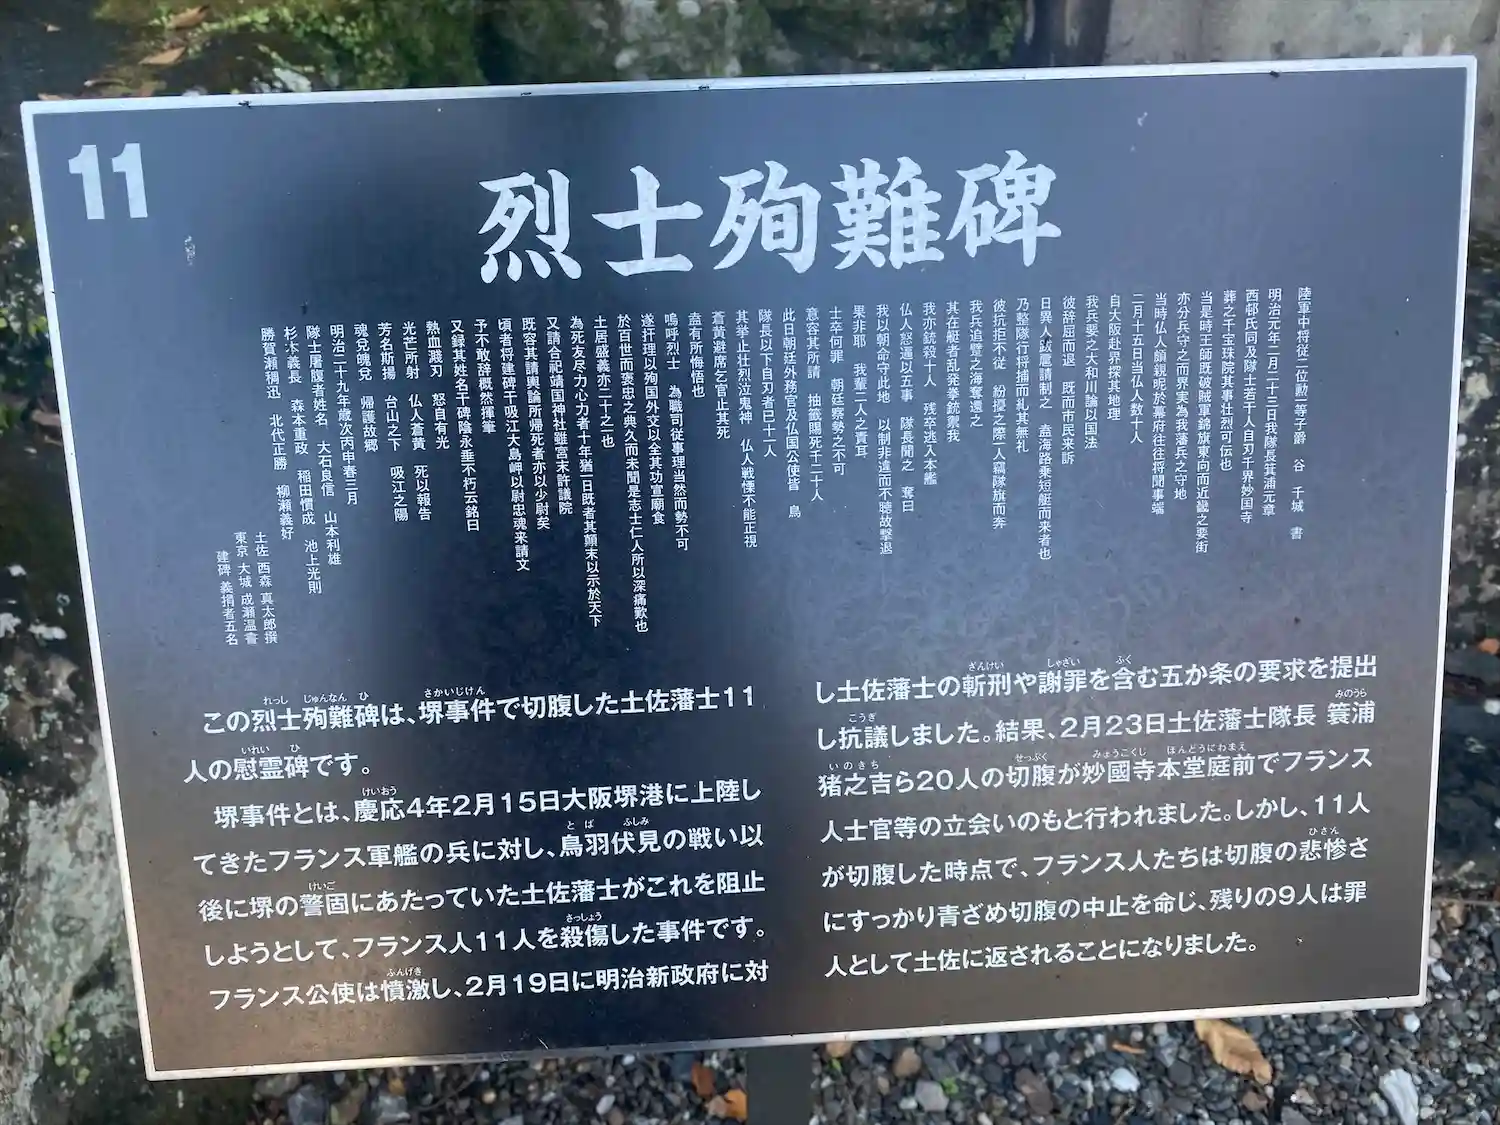 11
烈士殉難碑
陸軍中将従二位勲一等子爵 谷 干城 書
明治元年二月二十三日我隊長箕浦元章
西邨氏同及隊士若干人自刃千界妙国寺
葬之千宝珠院其事壮烈可伝也
当是時王師既破賊軍錦旗東向而近畿之要街
亦分兵守之而界実為我藩兵之守地
当時仏人頗親昵於幕府往往将聞事端
二月十五日当仏人数十人
自大阪赴界探其地理
我兵要之大和川論以国法
彼辞屈而退 既而市民来訴
日異人 請制之 蓋海路乗短艇而来者也
乃整隊行将捕而糺其無礼
彼抗拒不従 紛擾之際一人竊隊旗而奔
我兵追躄之海奪還之
其在艇者乱発拳銃禦我
我亦銃殺十人 残卒逃入本艦
仏人怒逼以五事 隊長聞之 奪曰
我以朝命守此地 以制非違而不聴故撃退
果非耶 我輩二人之責耳
士卒何罪 朝廷察勢之不可
意容其所請 抽籤賜死千二十人
此日朝廷外務官及仏国公使皆 鳥
隊長以下自刃者已十一人
其挙止壮烈泣鬼神 仏人戦慄不能正視
蒼黄避席乞官止其死
蓋有所悔悟也
嗚呼烈士 為職司従事理当然而勢不可
遂扞理以殉国外交以全其功宣廟食
於百世而褒忠之典久而未聞是志士仁人所以深痛歎也
土居盛義亦二十之一也
為死友尽力心力者十年猶一日既者其顛末以示於天下
又請合祀靖国神社雖宮末許議院
既容其請輿論所帰死者亦以少尉矣
頃者将建碑千吸江大島岬以尉忠魂来請文
予不敢辞概然揮筆
又録其姓名干碑陰永垂不朽云銘曰
熱血濺刃 怒自有光
光芒所射 仏人蒼黄 死以報告
芳名斯揚 台山之下 吸江之陽
魂兌魄兌 帰護故郷
明治二十九年歳次丙申春三月
隊士屠腹者姓名 大石良信 山本利雄
杉本義長 森本重政 稲田慣成 池上光則
勝賀瀬稠迅 北代正勝 柳瀬義好
土佐 西森 真太郎撰
東京 大城 成瀬温書
建碑 義捐者五名
この烈士殉難碑は、堺事件で切腹した土佐藩士11
人の慰霊碑です。
堺事件とは、慶応4年2月15日大阪堺港に上陸し
てきたフランス軍艦の兵に対し、鳥羽伏見の戦い以
後に堺の警固にあたっていた土佐藩士がこれを阻止
しようとして、フランス人11人を殺傷した事件です。
フランス公使は憤激し、2月19日に明治新政府に対
し土佐藩士の斬刑や謝罪を含む五か条の要求を提出
し抗議しました。結果、2月23日土佐藩士隊長 簑浦
猪之吉ら20人の切腹が妙國寺本堂庭前でフランス
人士官等の立会いのもと行われました。しかし、11人
が切腹した時点で、フランス人たちは切腹の悲惨さ
にすっかり青ざめ切腹の中止を命じ、残りの9人は罪
人として土佐に返されることになりました。